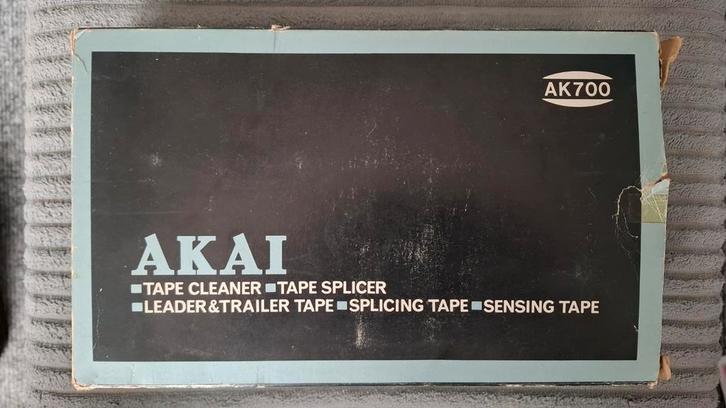 AK700
AKAI
■TAPE CLEANER ■TAPE SPLICER
■LEADER&TRAILER TAPE ■SPLICING TAPE ■SENSING TAPE